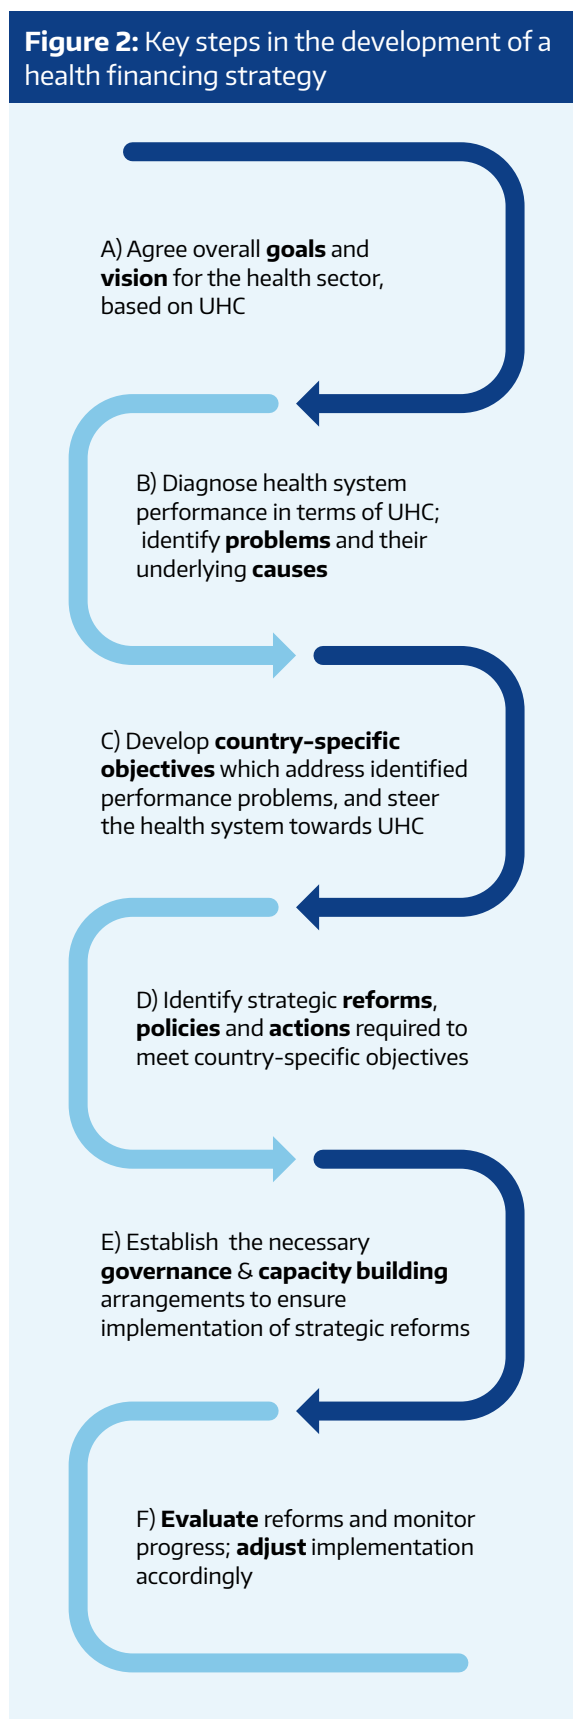 Figure 2: Key steps in the development of a
health financing strategy
A) Agree overall goals and
vision for the health sector,
based on UHC
B) Diagnose health system
performance in terms of UHC;
identify problems and their
underlying causes
C) Develop country-specific
objectives which address identified
performance problems, and steer
the health system towards UHC
D) Identify strategic reforms,
policies and actions required to
meet country-specific objectives
E) Establish the necessary
governance & capacity building
arrangements to ensure
implementation of strategic reforms
F) Evaluate reforms and monitor
progress; adjust implementation
accordingly